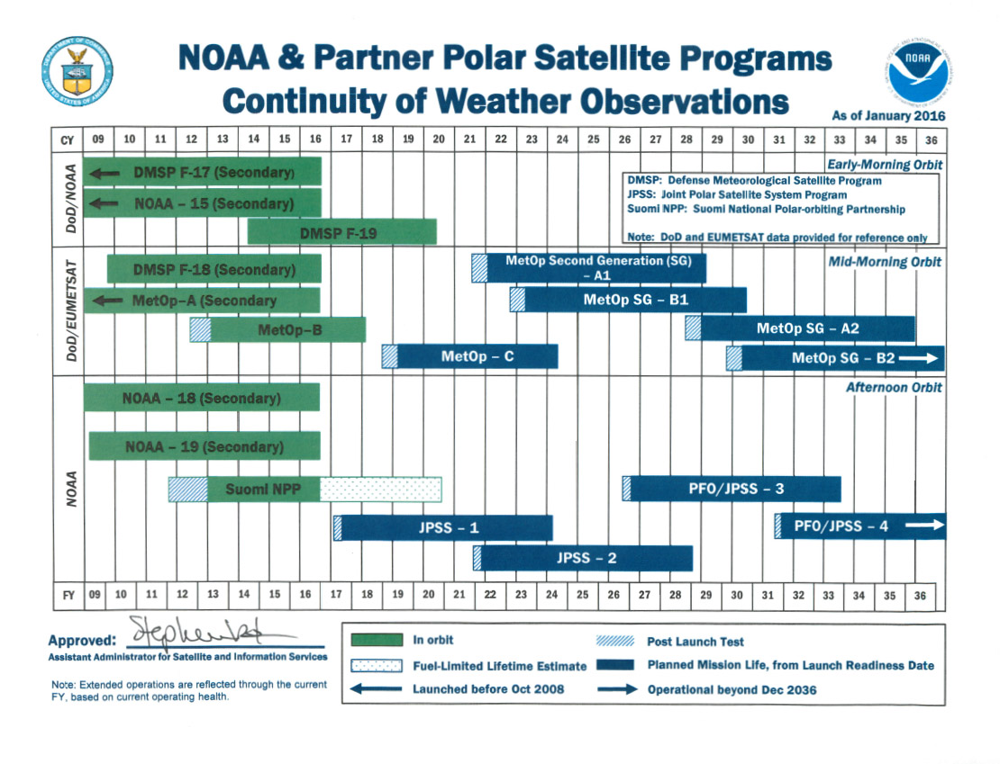 NOAA & Partner Polar Satellite Programs
Continuity of Weather Observations
DEPARTMENT OF COMMERCE
UNITED STATES OF AMERICA
NOAA
As of January 2016
CY 09 10 11 12 13 14 15 16 17 18 19 20 21 22 23 24 25 26 27 28 29 30 31 32 33 34 35 36
DoD/NOAA
Early-Morning Orbit
DMSP F-17 (Secondary)
NOAA – 15 (Secondary)
DMSP F-19
DMSP: Defense Meteorological Satellite Program
JPSS: Joint Polar Satellite System Program
Suomi NPP: Suomi National Polar-orbiting Partnership
Note: DoD and EUMETSAT data provided for reference only
DoD/EUMETSAT
Mid-Morning Orbit
DMSP F-18 (Secondary)
MetOp Second Generation (SG)
– A1
MetOp–A (Secondary
MetOp SG – B1
MetOp–B
MetOp SG – A2
MetOp – C
MetOp SG – B2
NOAA
Afternoon Orbit
NOAA – 18 (Secondary)
NOAA – 19 (Secondary)
Suomi NPP
PFO/JPSS – 3
JPSS – 1
PFO/JPSS – 4
JPSS – 2
FY 09 10 11 12 13 14 15 16 17 18 19 20 21 22 23 24 25 26 27 28 29 30 31 32 33 34 35 36
Approved:
Assistant Administrator for Satellite and Information Services
Note: Extended operations are reflected through the current
FY, based on current operating health.
In orbit
Post Launch Test
Fuel-Limited Lifetime Estimate
Planned Mission Life, from Launch Readiness Date
Launched before Oct 2008
Operational beyond Dec 2036